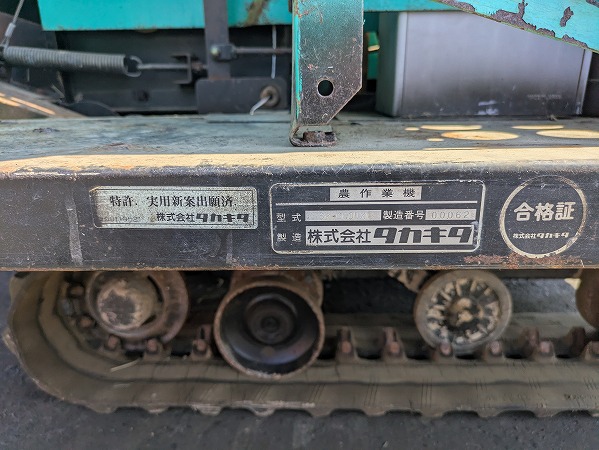 特許、実用新案出願済
株式会社タカキタ
農作業機
型式
製造番号 00062
製造 株式会社タカキタ
合格証
株式会社タカキタ